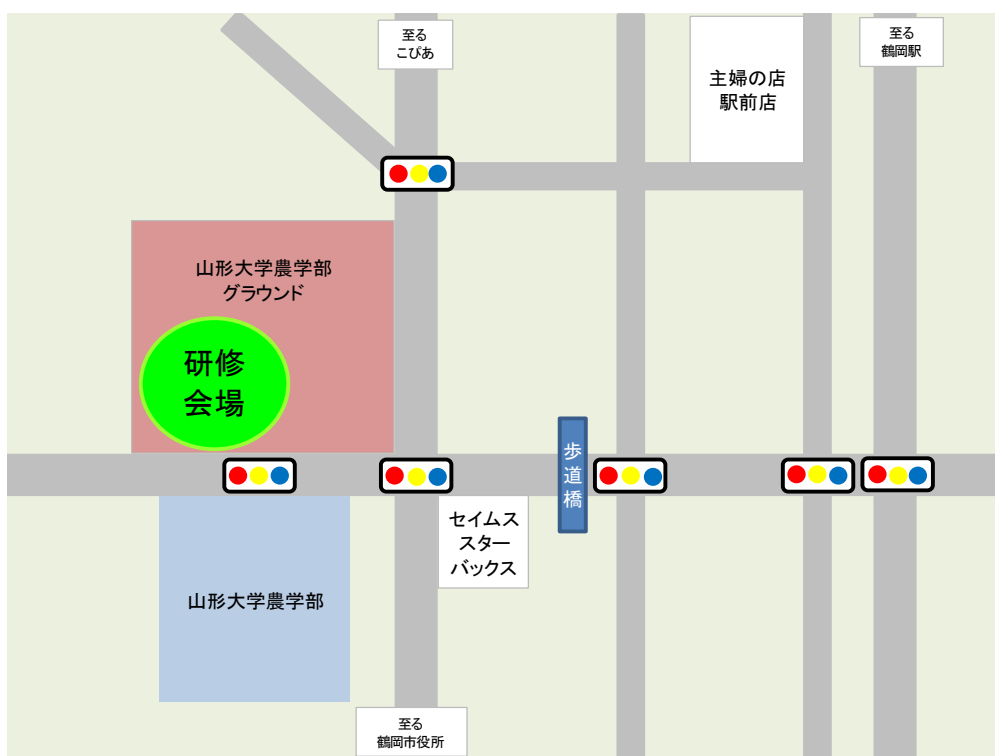 至る
こぴあ
至る
鶴岡駅
主婦の店
駅前店
山形大学農学部
グラウンド
研修
会場
歩道橋
セイムス
スター
バックス
山形大学農学部
至る
鶴岡市役所